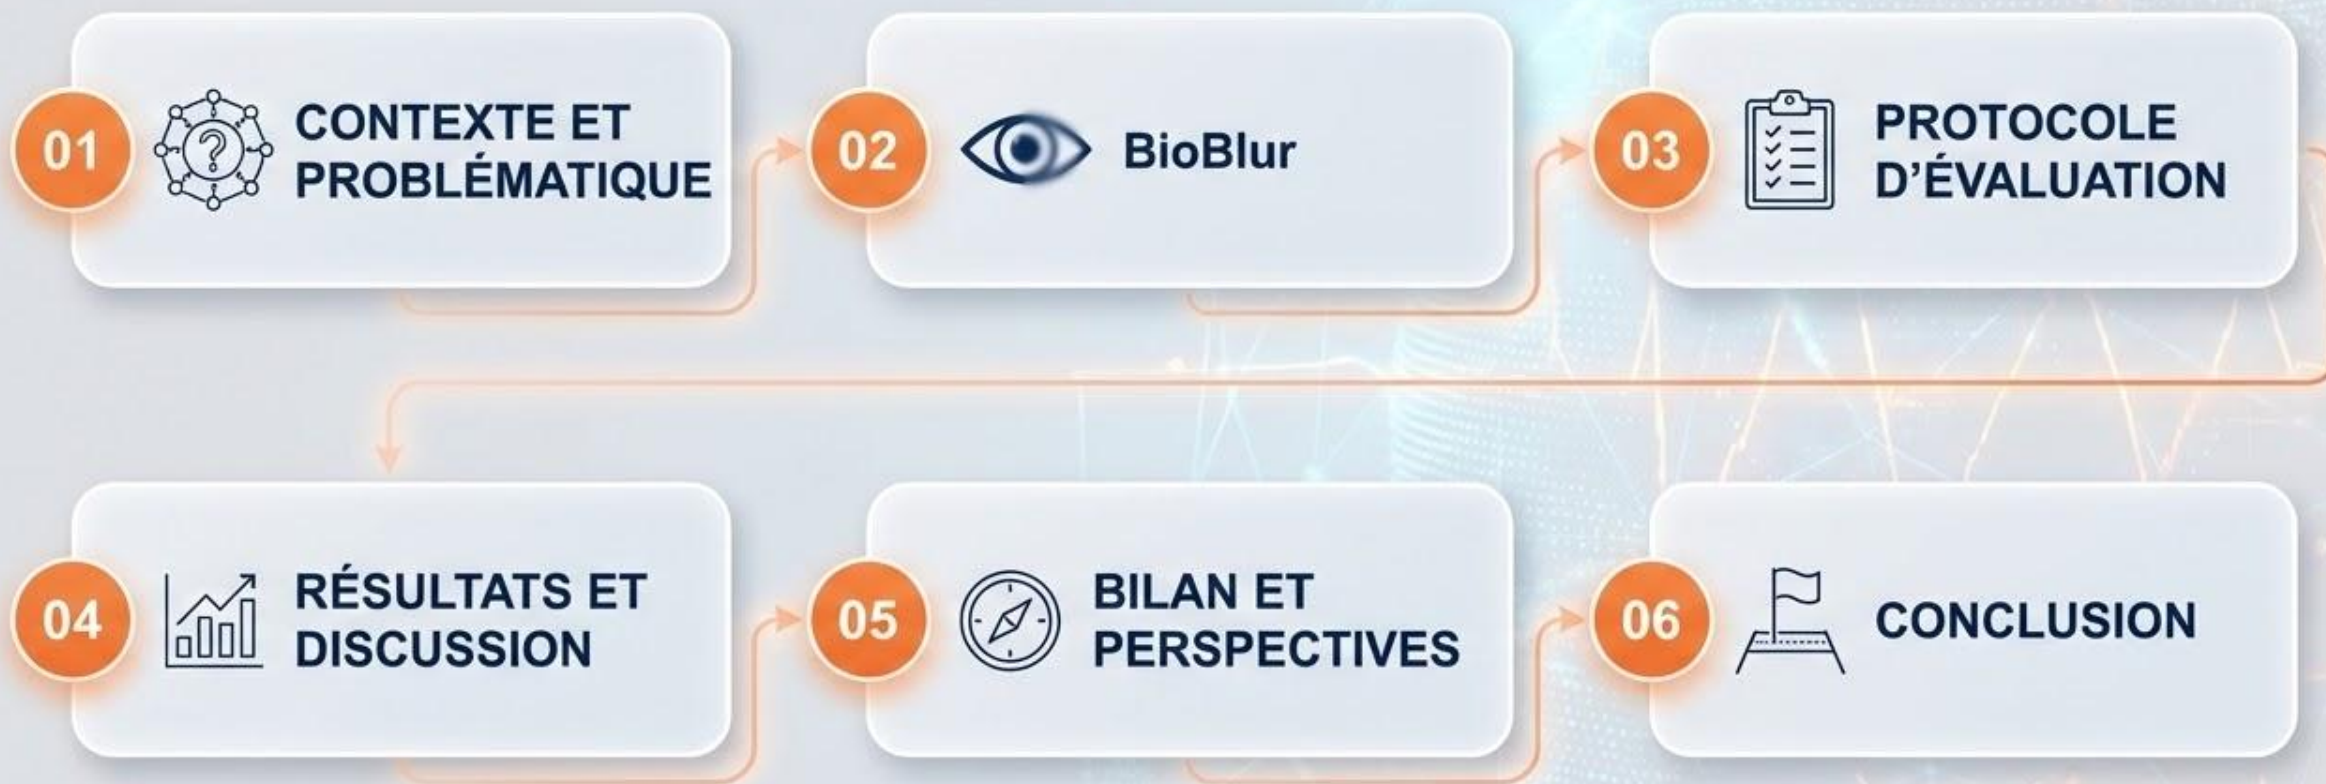 01
CONTEXTE ET
PROBLÉMATIQUE
02
BioBlur
03
PROTOCOLE
D’ÉVALUATION
04
RÉSULTATS ET
DISCUSSION
05
BILAN ET
PERSPECTIVES
06
CONCLUSION